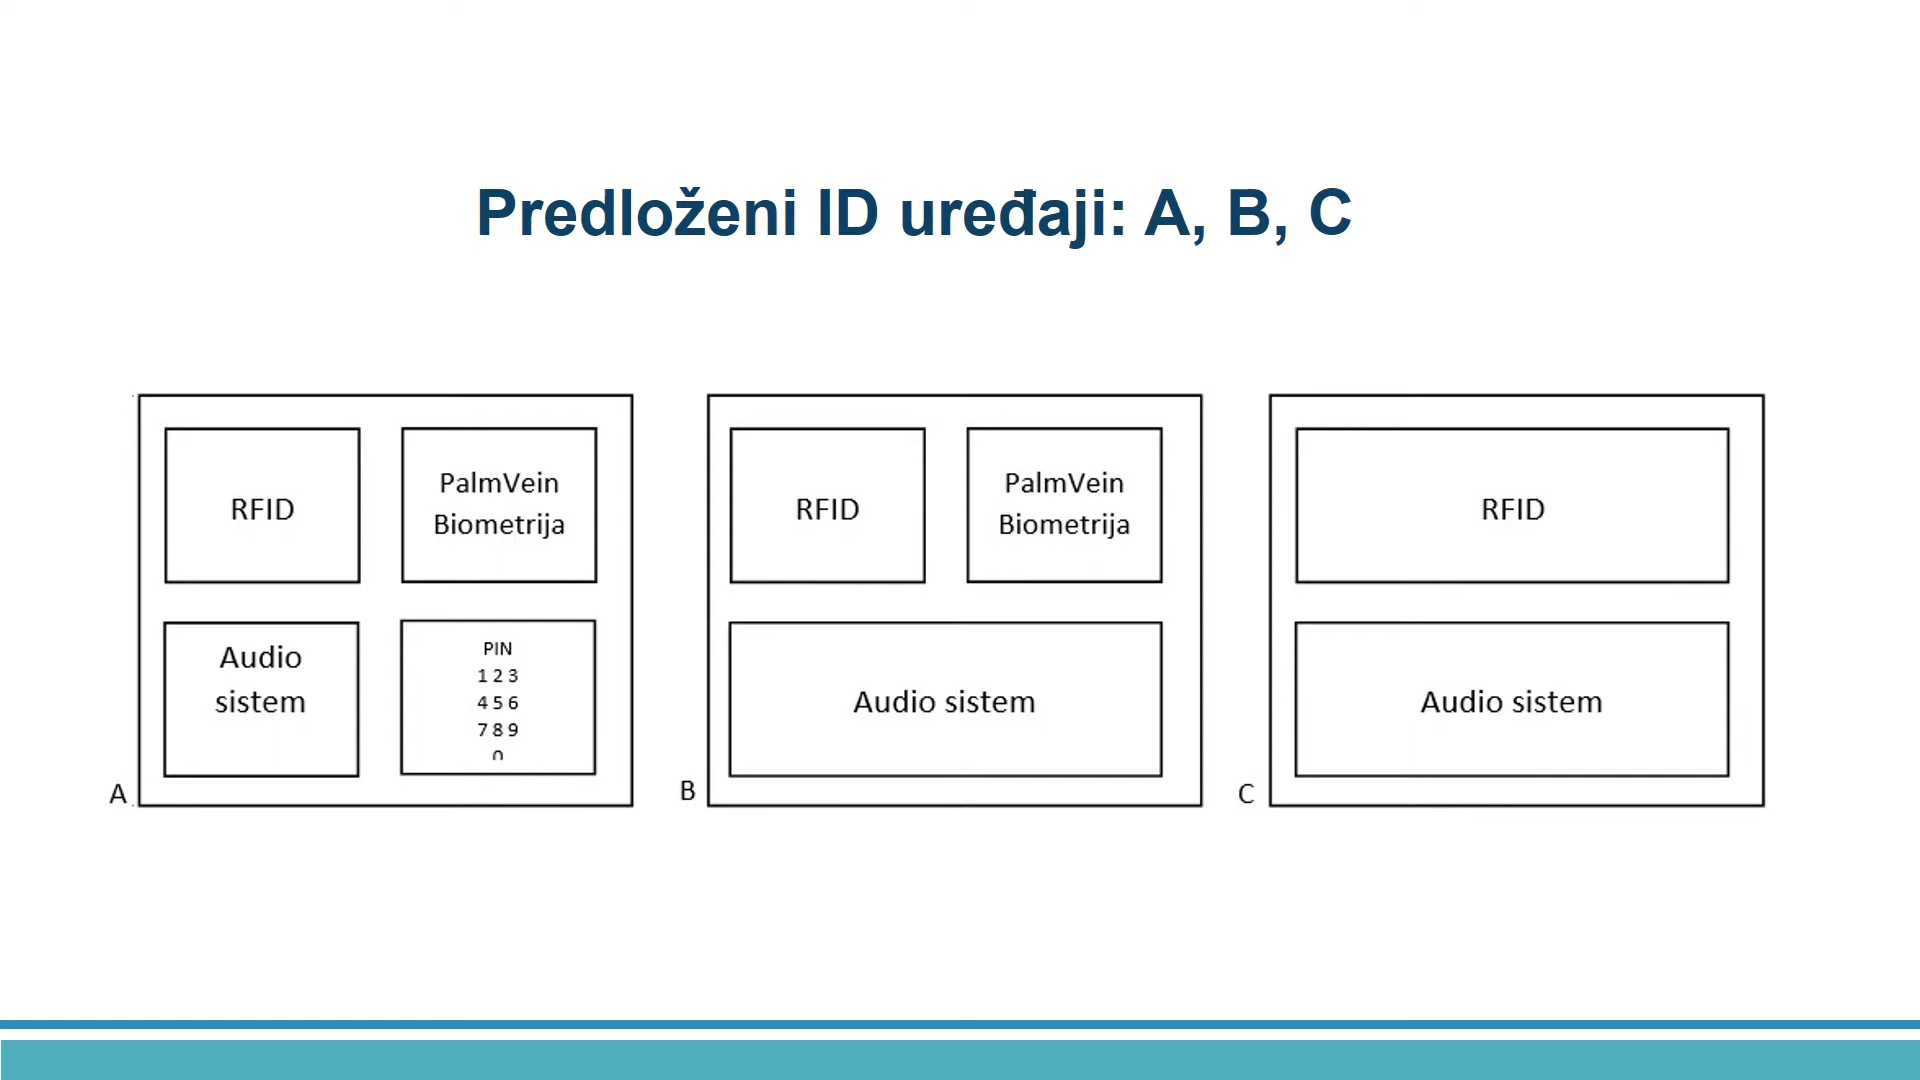 Predloženi ID uređaji: A, B, C
RFID
PalmVein
Biometrija
Audio
sistem
PIN
1 2 3
4 5 6
7 8 9
0
A
RFID
PalmVein
Biometrija
Audio sistem
B
RFID
Audio sistem
C